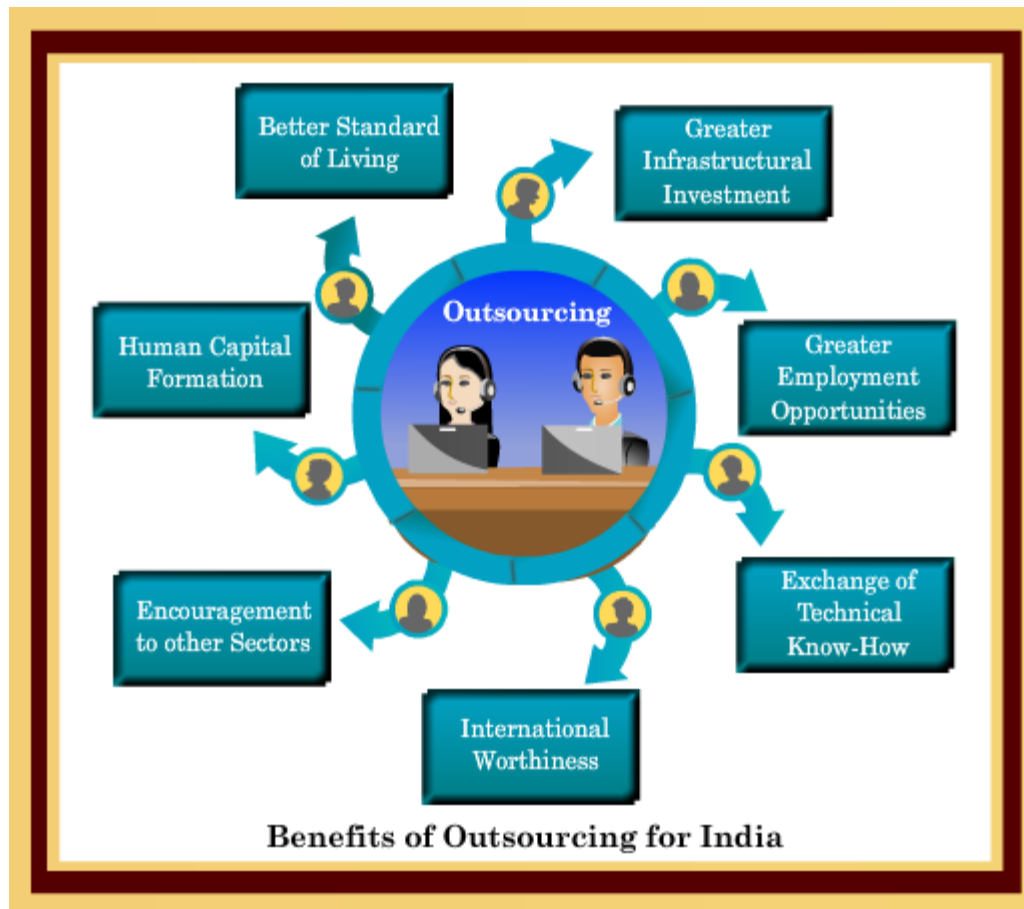 Better Standard
of Living
Greater
Infrastructural
Investment
Outsourcing
Human Capital
Formation
Greater
Employment
Opportunities
Encouragement
to other Sectors
Exchange of
Technical
Know-How
International
Worthiness
Benefits of Outsourcing for India